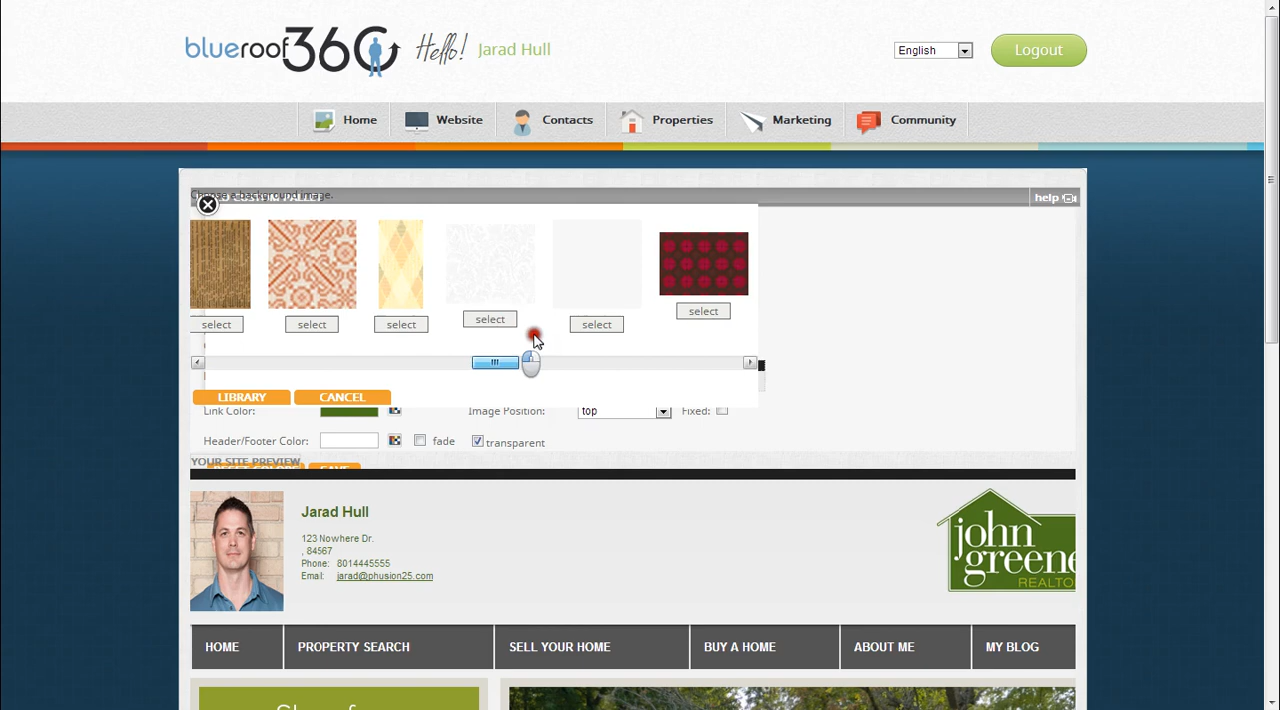 blueroof360 Hello! Jarad Hull
English
Logout
Home
Website
Contacts
Properties
Marketing
Community
Choose a background image.
help
select
select
select
select
select
select
LIBRARY
CANCEL
Link Color:
Image Position:
top
Fixed:
Header/Footer Color:
fade
transparent
YOUR SITE PREVIEW
RESET COLORS
SAVE
Jarad Hull
123 Nowhere Dr.
, 84567
Phone: 8014445555
Email: jarad@phusion25.com
john
greene
REALTO
HOME
PROPERTY SEARCH
SELL YOUR HOME
BUY A HOME
ABOUT ME
MY BLOG